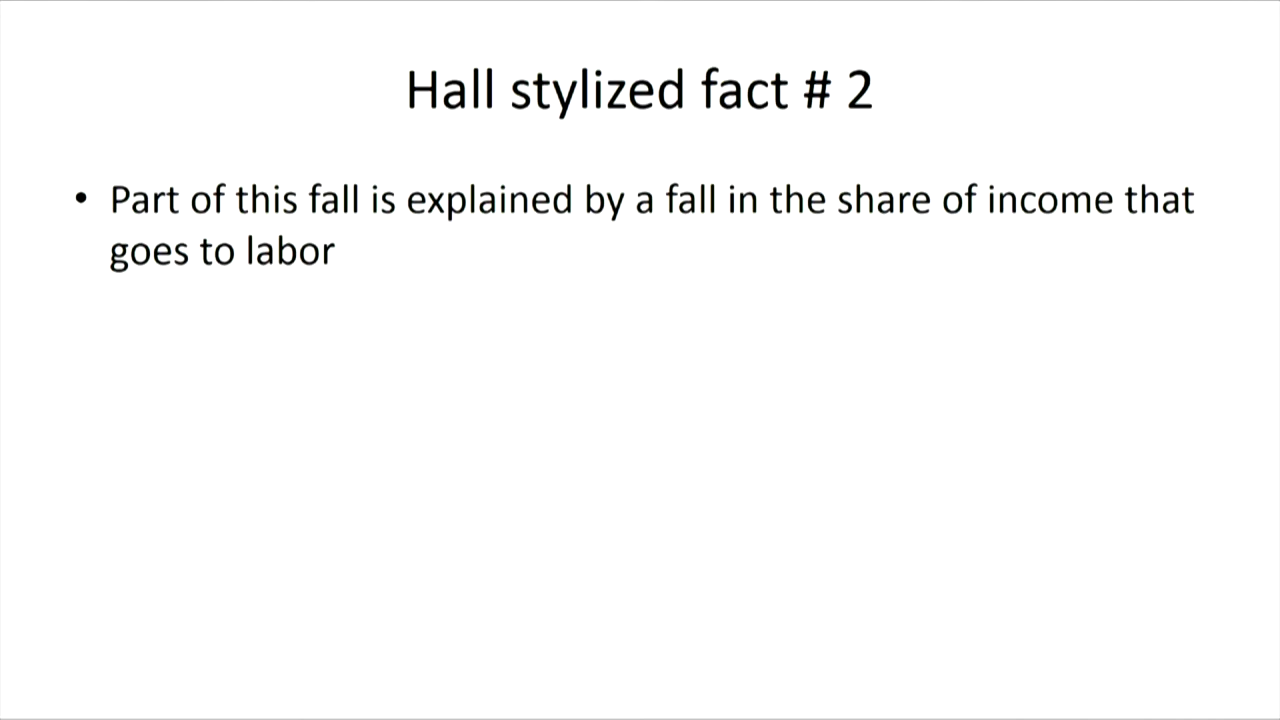 Hall stylized fact # 2
• Part of this fall is explained by a fall in the share of income that
goes to labor